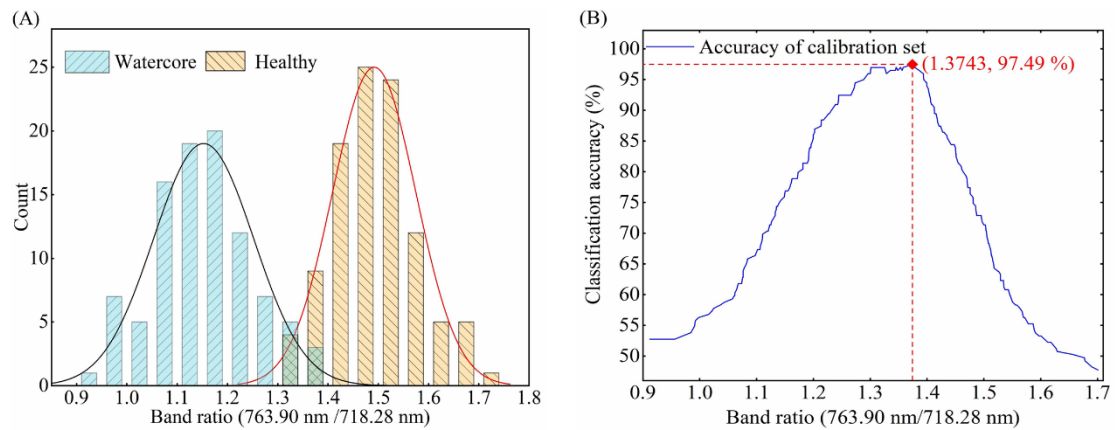 (A)
Watercore
Healthy
Count
25
20
15
10
5
0
0.9 1.0 1.1 1.2 1.3 1.4 1.5 1.6 1.7 1.8
Band ratio (763.90 nm /718.28 nm)
(B)
Accuracy of calibration set
(1.3743, 97.49 %)
Classification accuracy (%)
100
95
90
85
80
75
70
65
60
55
50
0.9 1.0 1.1 1.2 1.3 1.4 1.5 1.6 1.7
Band ratio (763.90 nm/718.28 nm)